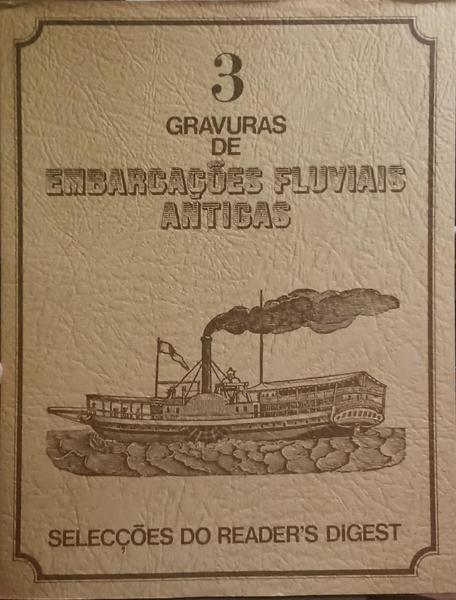 3
GRAVURAS
DE
EMBARCAÇÕES FLUVIAIS
ANTIGAS
SELECÇÕES DO READER'S DIGEST